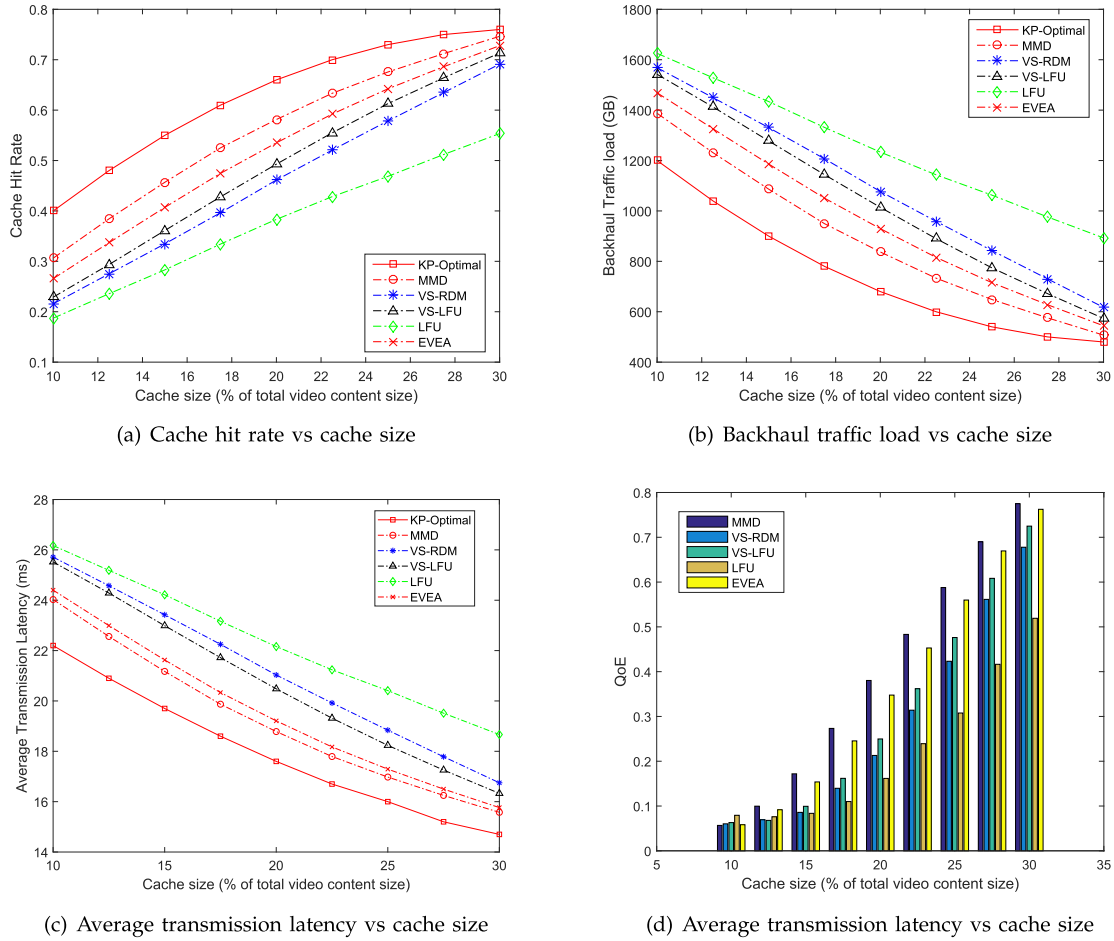 0.8
0.7
0.6
0.5
0.4
0.3
0.2
0.1
Cache Hit Rate
KP-Optimal
MMD
VS-RDM
VS-LFU
LFU
EVEA
10 12 14 16 18 20 22 24 26 28 30
Cache size (% of total video content size)
(a) Cache hit rate vs cache size
1800
1600
1400
1200
1000
800
600
400
Backhaul Traffic load (GB)
KP-Optimal
MMD
VS-RDM
VS-LFU
LFU
EVEA
10 12 14 16 18 20 22 24 26 28 30
Cache size (% of total video content size)
(b) Backhaul traffic load vs cache size
28
26
24
22
20
18
16
14
Average Transmission Latency (ms)
KP-Optimal
MMD
VS-RDM
VS-LFU
LFU
EVEA
10 15 20 25 30
Cache size (% of total video content size)
(c) Average transmission latency vs cache size
0.8
0.7
0.6
0.5
0.4
0.3
0.2
0.1
0
QoE
MMD
VS-RDM
VS-LFU
LFU
EVEA
5 10 15 20 25 30 35
Cache size (% of total video content size)
(d) Average transmission latency vs cache size